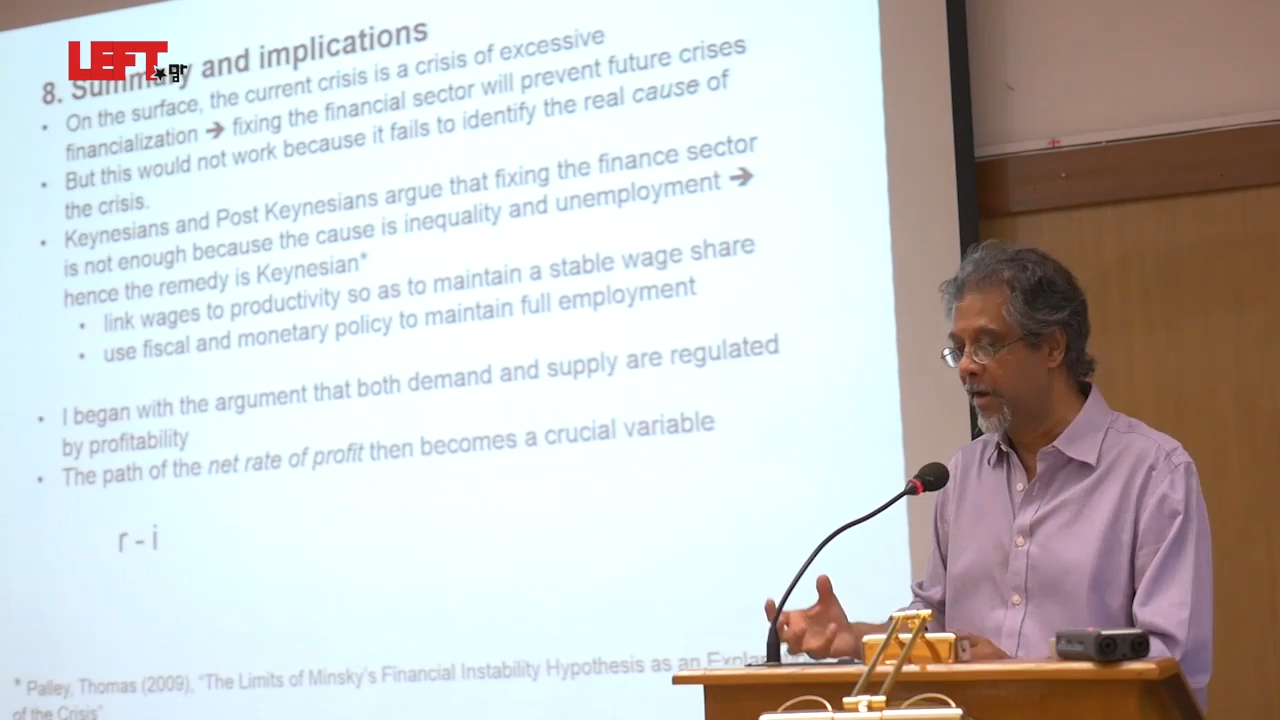 LEFT.gr
8. Summary and implications
• On the surface, the current crisis is a crisis of excessive
financialization ➔ fixing the financial sector will prevent future crises
• But this would not work because it fails to identify the real cause of
the crisis.
• Keynesians and Post Keynesians argue that fixing the finance sector
is not enough because the cause is inequality and unemployment ➔
hence the remedy is Keynesian*
• link wages to productivity so as to maintain a stable wage share
• use fiscal and monetary policy to maintain full employment
• I began with the argument that both demand and supply are regulated
by profitability
• The path of the net rate of profit then becomes a crucial variable
r - i
* Palley, Thomas (2009), "The Limits of Minsky's Financial Instability Hypothesis as an
of the Crisis"